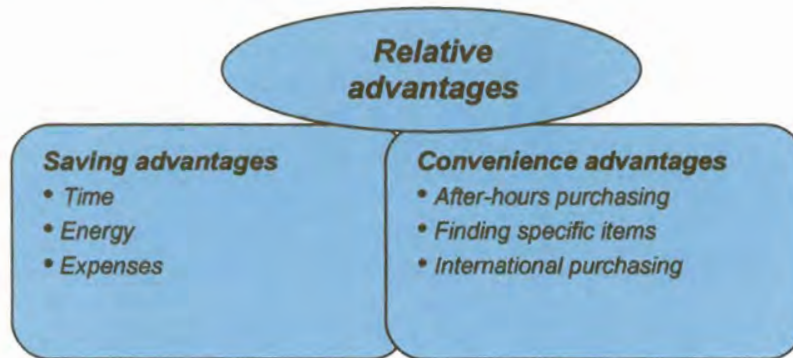 Relative
advantages
Saving advantages
• Time
• Energy
• Expenses
Convenience advantages
• After-hours purchasing
• Finding specific items
• International purchasing